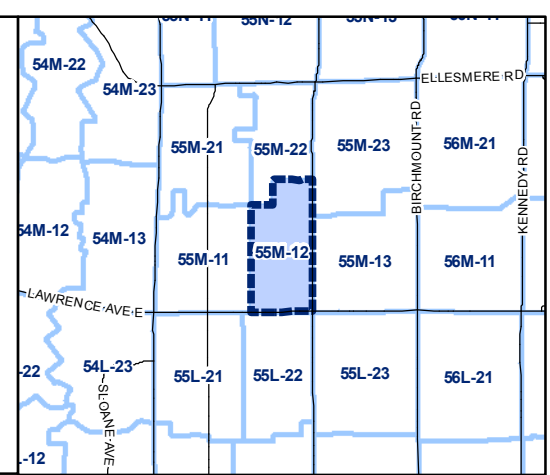 55N-12
54M-22
ELLESMERE RD
54M-23
55M-21
55M-22
55M-23
56M-21
BIRCHMOUNT RD
KENNEDY RD
54M-12
54M-13
55M-11
55M-12
55M-13
56M-11
LAWRENCE AVE E
-22
54L-23
55L-21
55L-22
55L-23
56L-21
SLOANE AVE
-12